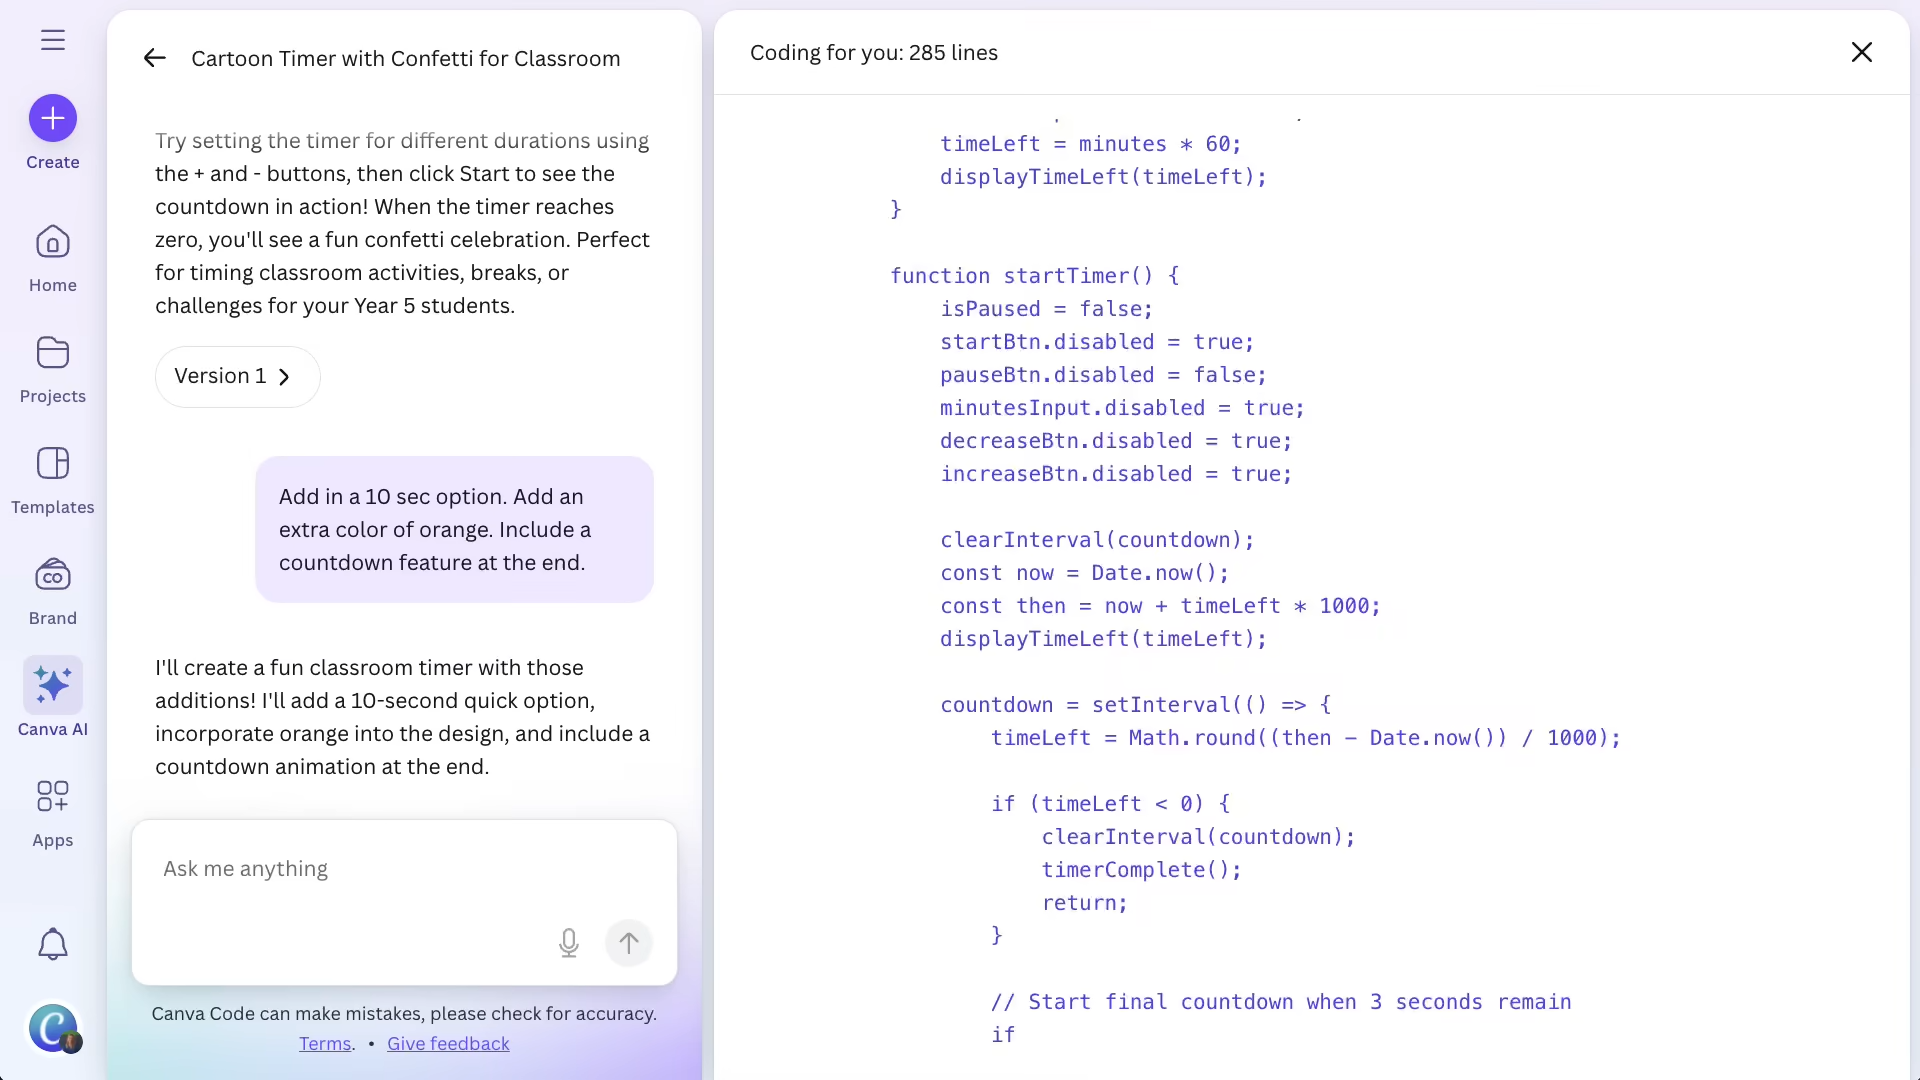 Create
Home
Projects
Templates
CO
Brand
Canva AI
Apps
Cartoon Timer with Confetti for Classroom
Try setting the timer for different durations using
the + and - buttons, then click Start to see the
countdown in action! When the timer reaches
zero, you'll see a fun confetti celebration. Perfect
for timing classroom activities, breaks, or
challenges for your Year 5 students.
Version 1
Add in a 10 sec option. Add an
extra color of orange. Include a
countdown feature at the end.
I'll create a fun classroom timer with those
additions! I'll add a 10-second quick option,
incorporate orange into the design, and include a
countdown animation at the end.
Ask me anything
Canva Code can make mistakes, please check for accuracy.
Terms. • Give feedback
Coding for you: 285 lines
timeLeft = minutes * 60;
displayTimeLeft(timeLeft);
}
function startTimer() {
isPaused = false;
startBtn.disabled = true;
pauseBtn.disabled = false;
minutesInput.disabled = true;
decreaseBtn.disabled = true;
increaseBtn.disabled = true;
clearInterval(countdown);
const now = Date.now();
const then = now + timeLeft * 1000;
displayTimeLeft(timeLeft);
countdown = setInterval(() => {
timeLeft = Math.round((then - Date.now()) / 1000);
if (timeLeft < 0) {
clearInterval(countdown);
timerComplete();
return;
}
// Start final countdown when 3 seconds remain
if